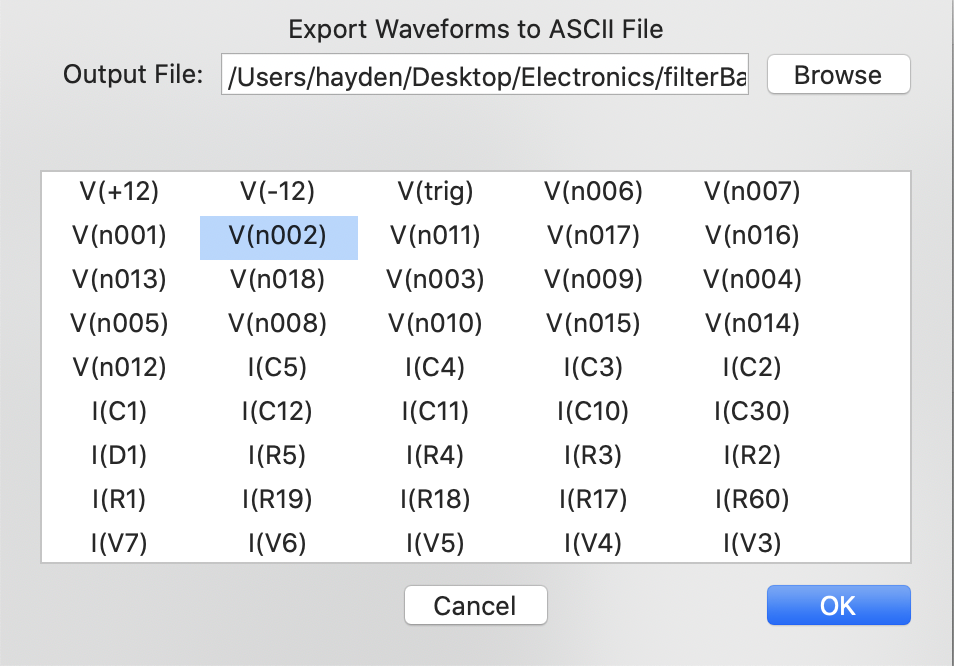 Export Waveforms to ASCII File
Output File: /Users/hayden/Desktop/Electronics/filterBa Browse
V(+12) V(-12) V(trig) V(n006) V(n007)
V(n001) V(n002) V(n011) V(n017) V(n016)
V(n013) V(n018) V(n003) V(n009) V(n004)
V(n005) V(n008) V(n010) V(n015) V(n014)
V(n012) I(C5) I(C4) I(C3) I(C2)
I(C1) I(C12) I(C11) I(C10) I(C30)
I(D1) I(R5) I(R4) I(R3) I(R2)
I(R1) I(R19) I(R18) I(R17) I(R60)
I(V7) I(V6) I(V5) I(V4) I(V3)
Cancel OK